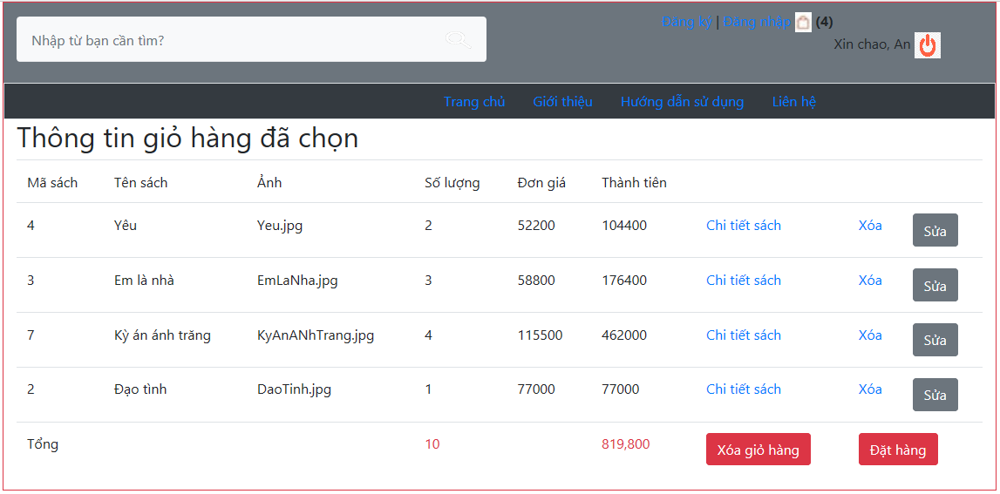 Nhập từ bạn cần tìm?
Đăng ký | Đăng nhập (4)
Xin chao, An
Trang chủ Giới thiệu Hướng dẫn sử dụng Liên hệ
Thông tin giỏ hàng đã chọn
Mã sách Tên sách Ảnh Số lượng Đơn giá Thành tiên
4 Yêu Yeu.jpg 2 52200 104400 Chi tiết sách Xóa Sửa
3 Em là nhà EmLaNha.jpg 3 58800 176400 Chi tiết sách Xóa Sửa
7 Kỳ án ánh trăng KyAnANhTrang.jpg 4 115500 462000 Chi tiết sách Xóa Sửa
2 Đạo tình DaoTinh.jpg 1 77000 77000 Chi tiết sách Xóa Sửa
Tổng 10 819,800 Xóa giỏ hàng Đặt hàng